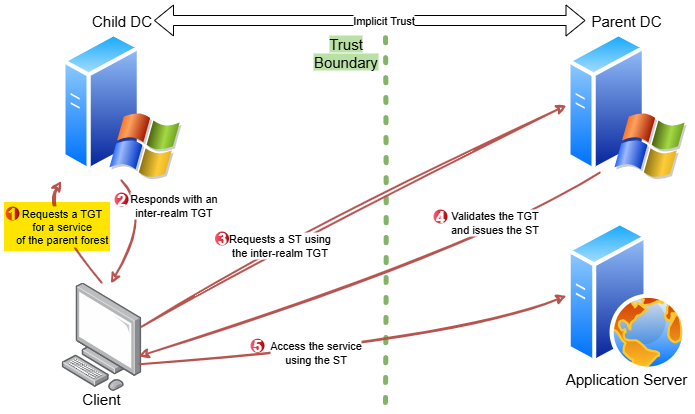 Child DC
Implicit Trust
Parent DC
Trust
Boundary
1 Requests a TGT
for a service
of the parent forest
2 Responds with an
inter-realm TGT
3 Requests a ST using
the inter-realm TGT
4 Validates the TGT
and issues the ST
5 Access the service
using the ST
Client
Application Server